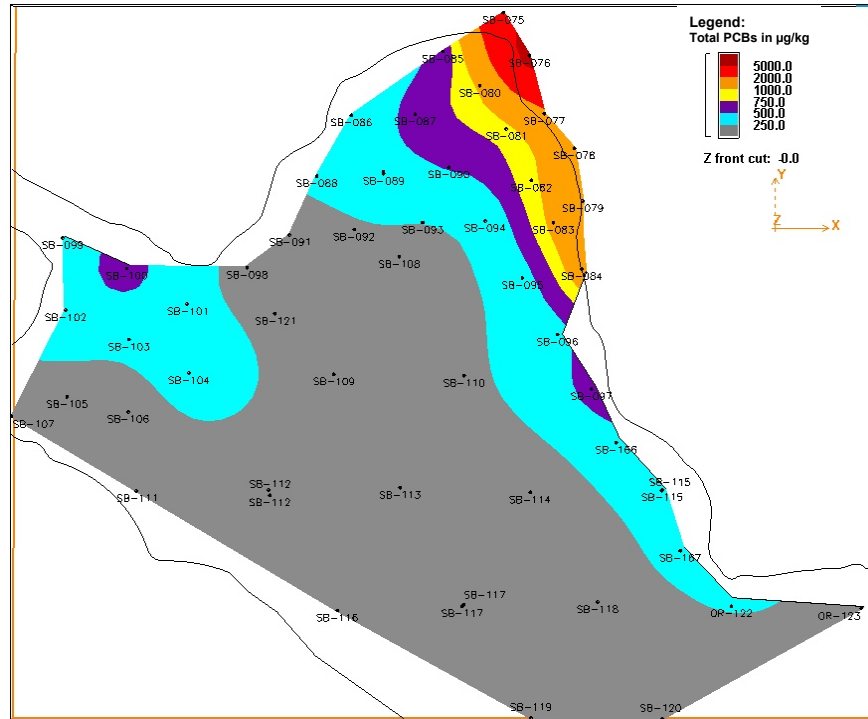 SB-075
Legend:
Total PCBs in µg/kg
SB-085
SB-076
5000.0
2000.0
1000.0
750.0
500.0
250.0
SB-080
SB-086
SB-087
SB-077
SB-081
SB-078
Z front cut: -0.0
Y
Z
X
SB-088
SB-089
SB-090
SB-082
SB-079
SB-099
SB-091
SB-092
SB-093
SB-094
SB-083
SB-100
SB-098
SB-108
SB-095
SB-084
SB-102
SB-101
SB-121
SB-103
SB-096
SB-104
SB-109
SB-110
SB-097
SB-105
SB-106
SB-107
SB-166
SB-111
SB-112
SB-112
SB-113
SB-114
SB-115
SB-115
SB-167
SB-116
SB-117
SB-117
SB-118
OR-122
OR-123
SB-119
SB-120